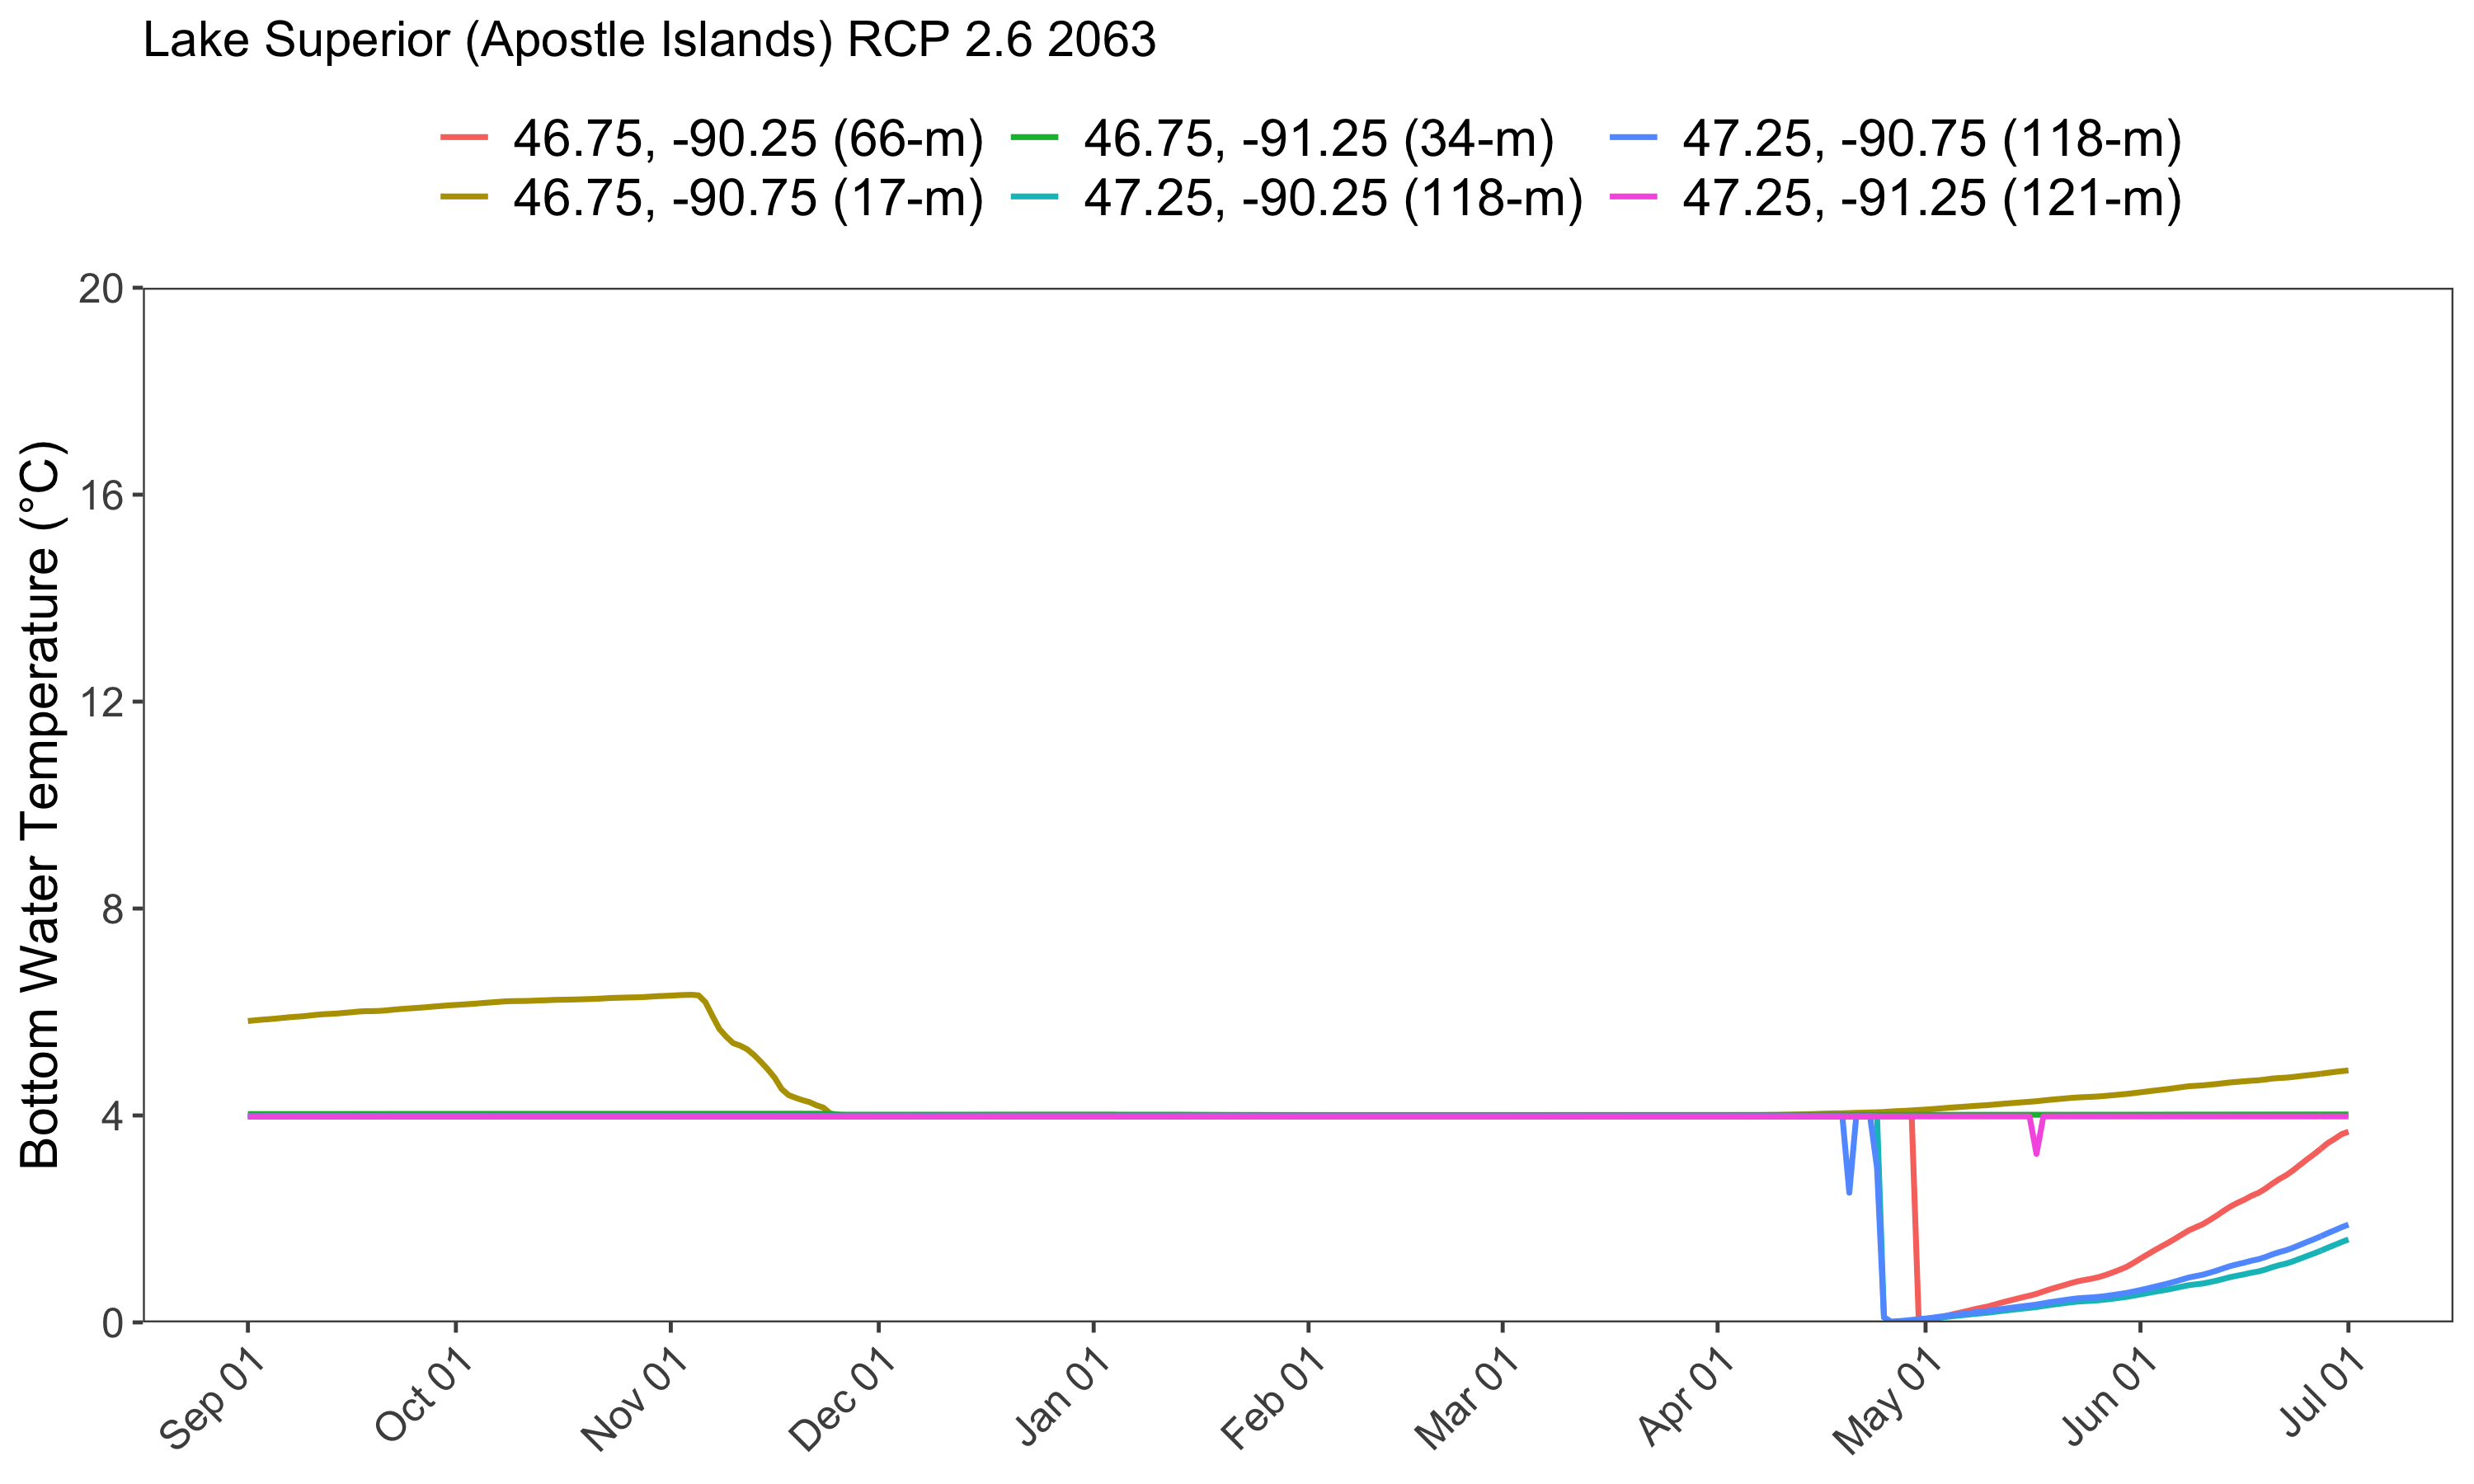 Lake Superior (Apostle Islands) RCP 2.6 2063
46.75, -90.25 (66-m) 46.75, -91.25 (34-m) 47.25, -90.75 (118-m)
46.75, -90.75 (17-m) 47.25, -90.25 (118-m) 47.25, -91.25 (121-m)
Bottom Water Temperature (°C)
20
16
12
8
4
0
Sep 01 Oct 01 Nov 01 Dec 01 Jan 01 Feb 01 Mar 01 Apr 01 May 01 Jun 01 Jul 01